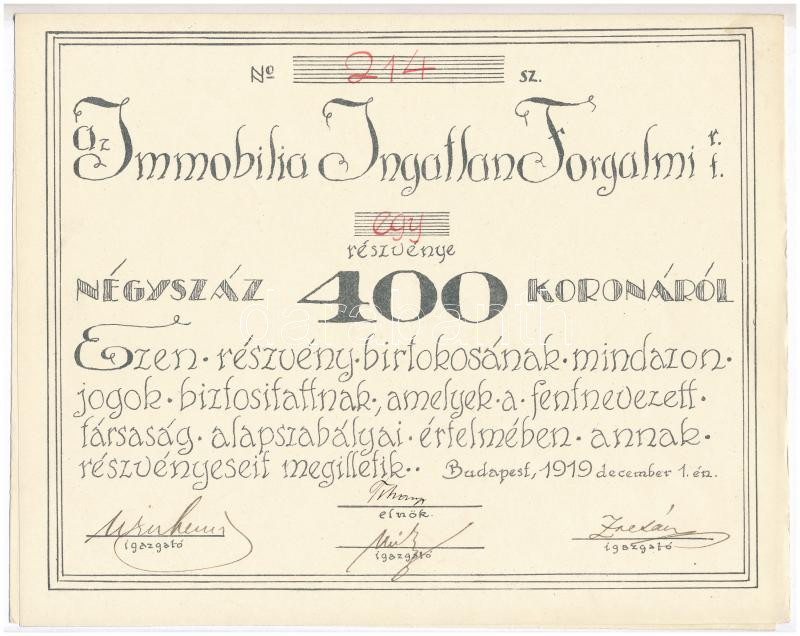 Nº 214 sz.
az Immobilia Ingatlan Forgalmi r.t.
egy
részvénye
NÉGYSZÁZ 400 KORONÁRÓL
Ezen · részvény · birtokosának · mindazon ·
jogok · biztosittattnak, amelyek · a · fentnevezett ·
társaság · alapszabályai · értelmében · annak ·
részvényeseit megilletik · · Budapest, 1919 december 1. én.
elnök.
igazgató
igazgató
igazgató